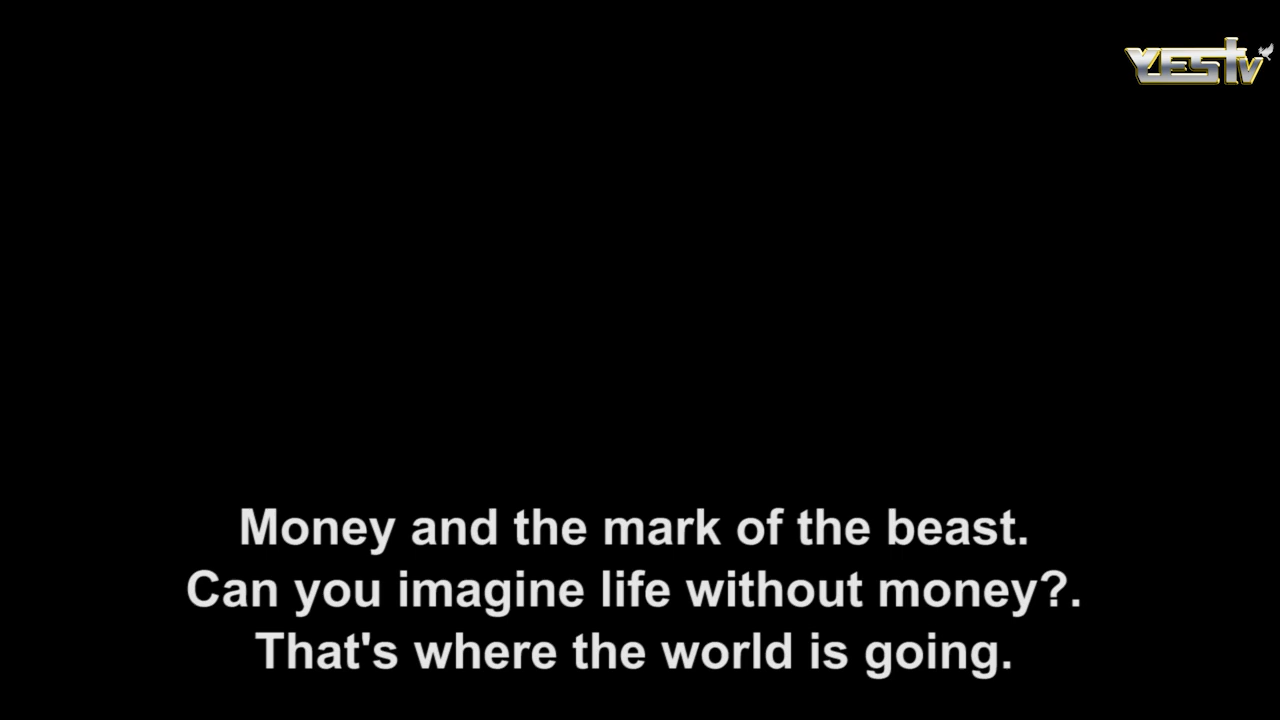 YESTV
Money and the mark of the beast.
Can you imagine life without money?.
That's where the world is going.